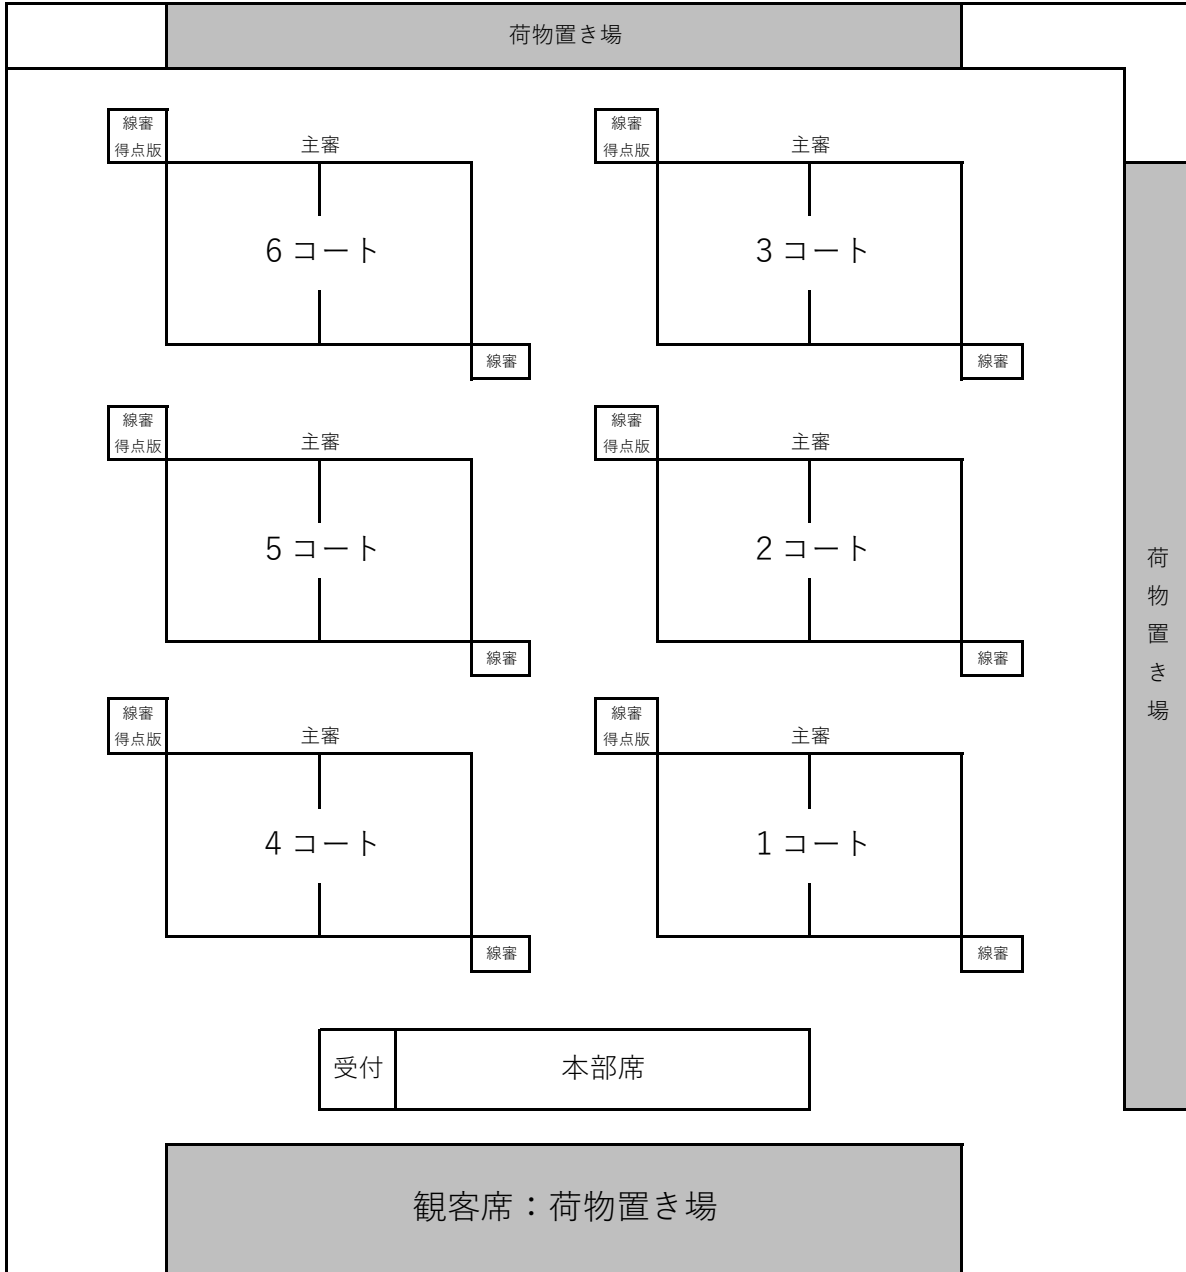 荷物置き場
線審
得点版
主審
6 コート
線審
線審
得点版
主審
3 コート
線審
線審
得点版
主審
5 コート
線審
線審
得点版
主審
2 コート
線審
線審
得点版
主審
4 コート
線審
線審
得点版
主審
1 コート
線審
荷物置き場
受付
本部席
観客席：荷物置き場